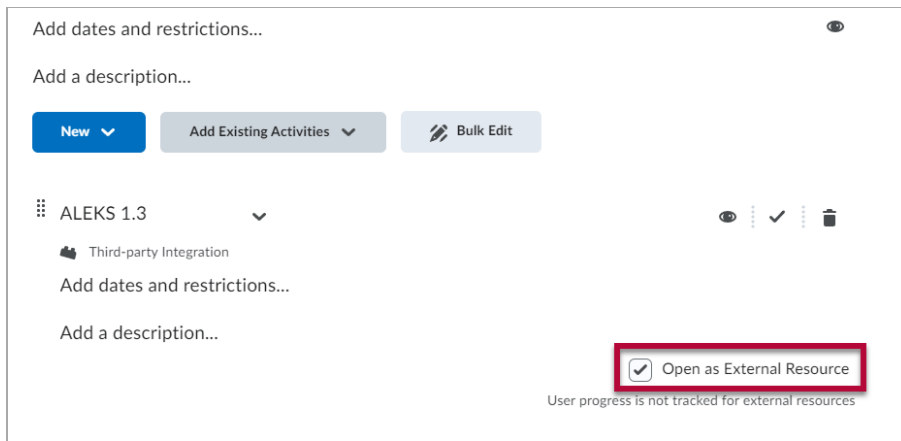 Add dates and restrictions...
Add a description...
New
Add Existing Activities
Bulk Edit
ALEKS 1.3
Third-party Integration
Add dates and restrictions...
Add a description...
Open as External Resource
User progress is not tracked for external resources